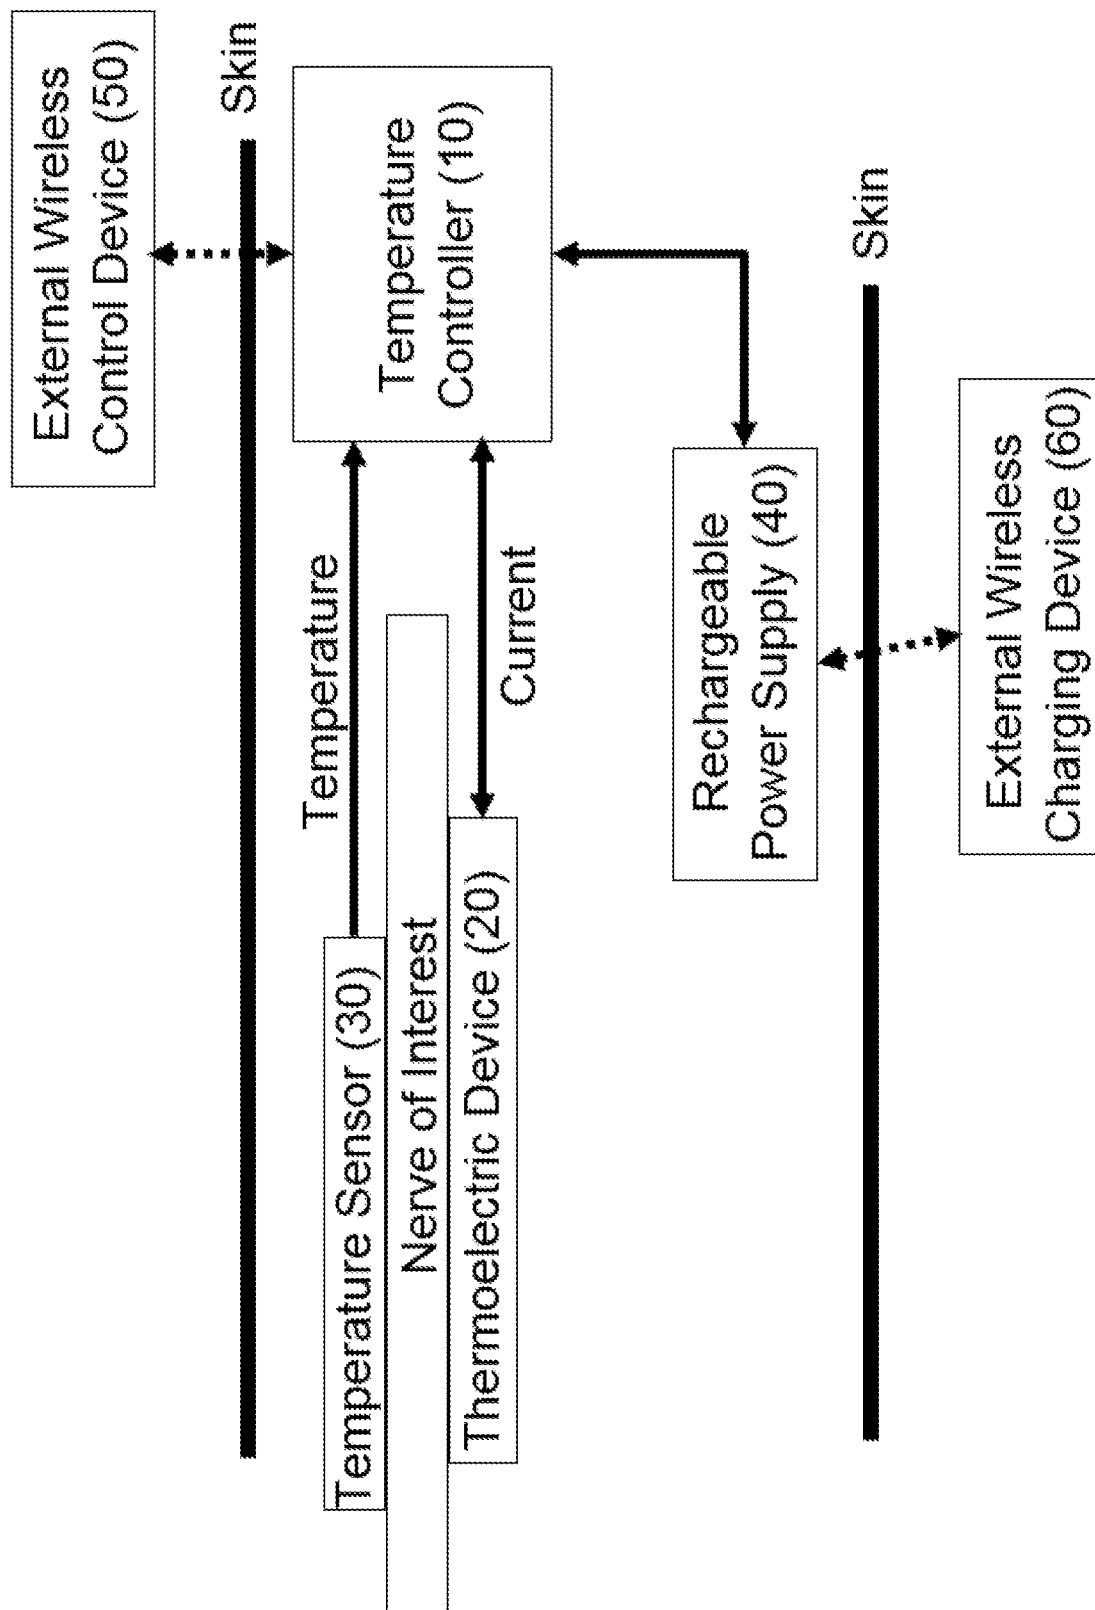 External Wireless
Control Device (50)
Skin
Temperature
Controller (10)
Temperature
Temperature Sensor (30)
Nerve of Interest
Thermoelectric Device (20)
Current
Rechargeable
Power Supply (40)
Skin
External Wireless
Charging Device (60)